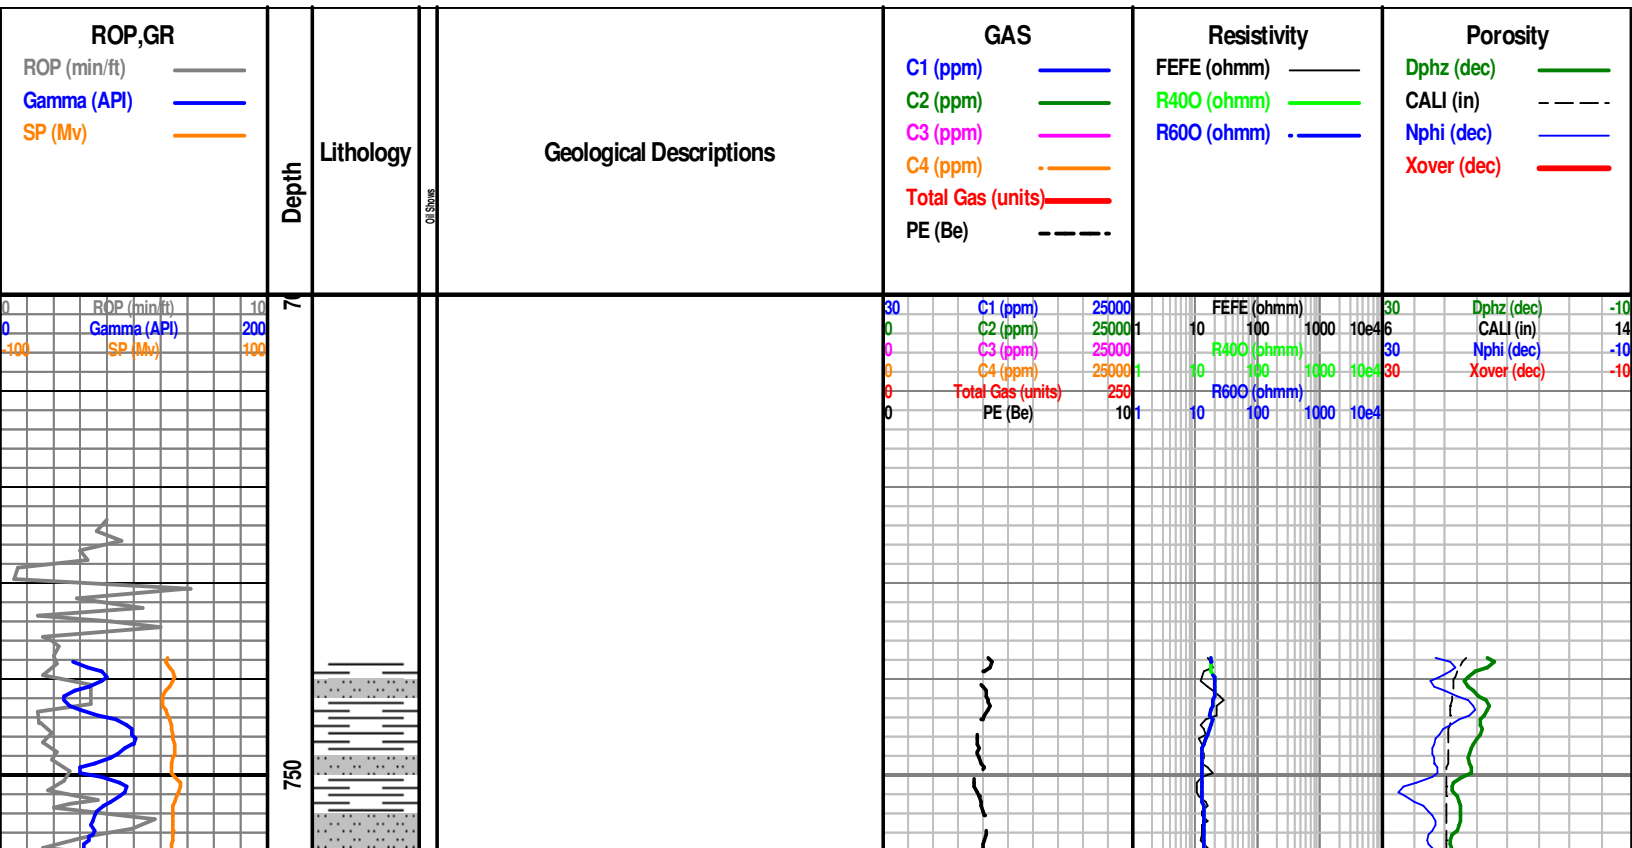 ROP,GR
ROP (min/ft)
Gamma (API)
SP (Mv)
Depth
Lithology
Oil Shows
Geological Descriptions
GAS
C1 (ppm)
C2 (ppm)
C3 (ppm)
C4 (ppm)
Total Gas (units)
PE (Be)
Resistivity
FEFE (ohmm)
R40O (ohmm)
R60O (ohmm)
Porosity
Dphz (dec)
CALI (in)
Nphi (dec)
Xover (dec)
0 ROP (min/ft) 10
0 Gamma (API) 200
-100 SP (Mv) 100
750
30 C1 (ppm) 25000
0 C2 (ppm) 25000
0 C3 (ppm) 25000
0 C4 (ppm) 25000
0 Total Gas (units) 250
0 PE (Be) 10
FEFE (ohmm)
1 10 100 1000 10e4
R40O (ohmm)
1 10 100 1000 10e4
R60O (ohmm)
1 10 100 1000 10e4
30 Dphz (dec) -10
6 CALI (in) 14
30 Nphi (dec) -10
30 Xover (dec) -10